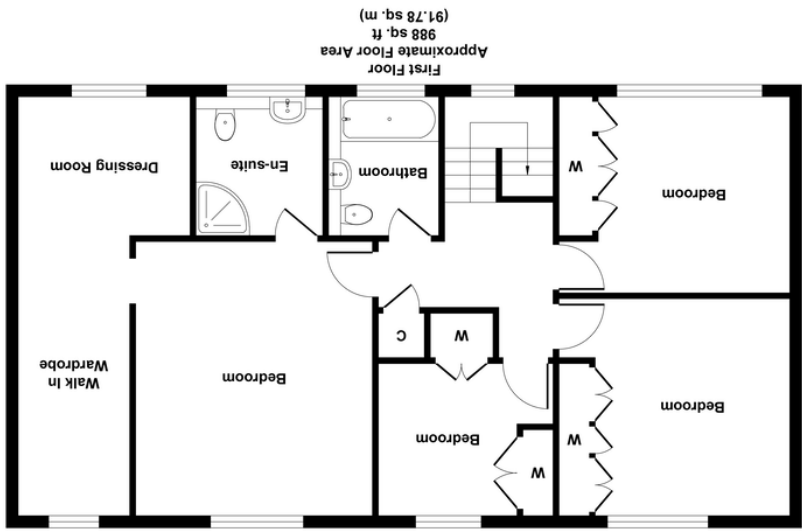 Bedroom
W
W
Bedroom
Bedroom
Walk In
Wardrobe
W
C
Bedroom
W
Bathroom
En-suite
Dressing Room
First Floor
Approximate Floor Area
988 sq. ft
(91.78 sq. m)